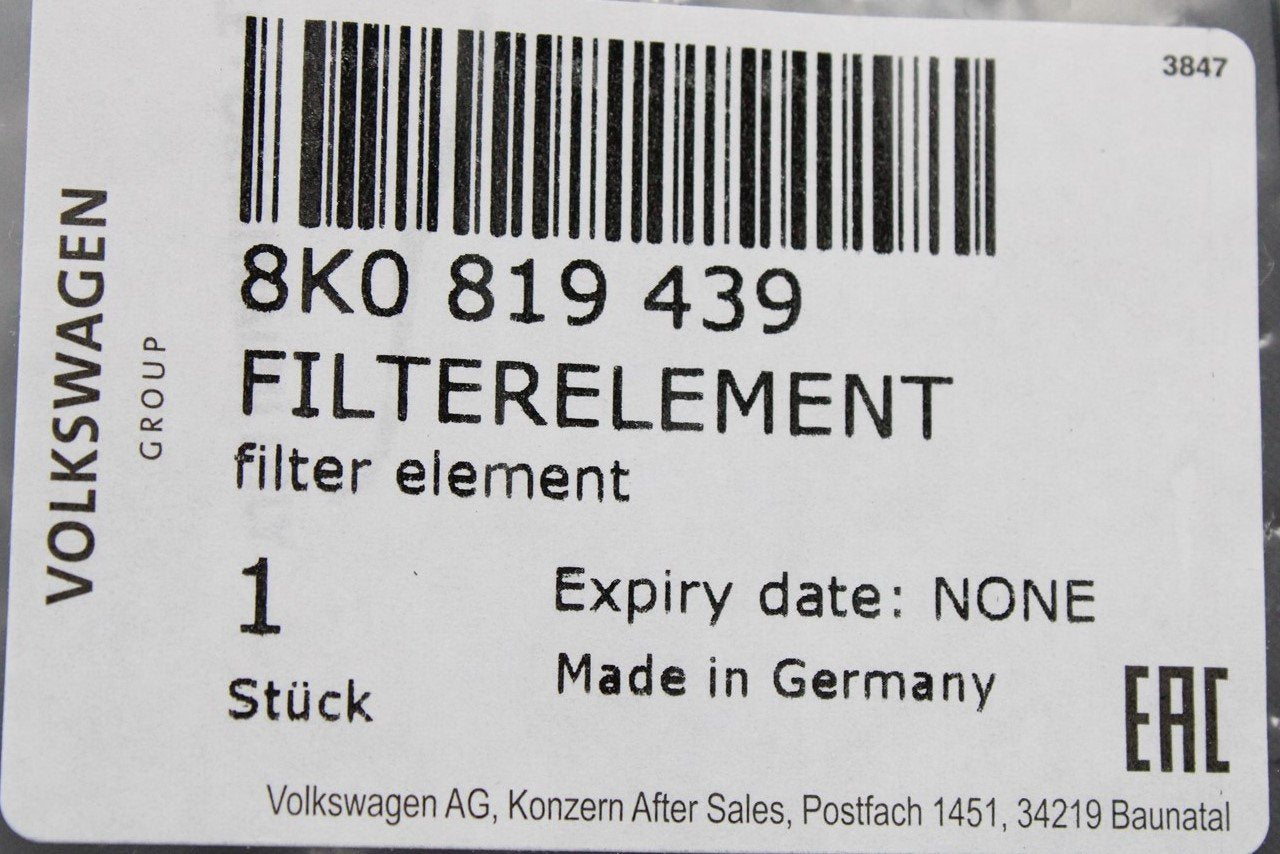 3847
VOLKSWAGEN
GROUP
8K0 819 439
FILTERELEMENT
filter element
1
Stück
Expiry date: NONE
Made in Germany
EAC
Volkswagen AG, Konzern After Sales, Postfach 1451, 34219 Baunatal